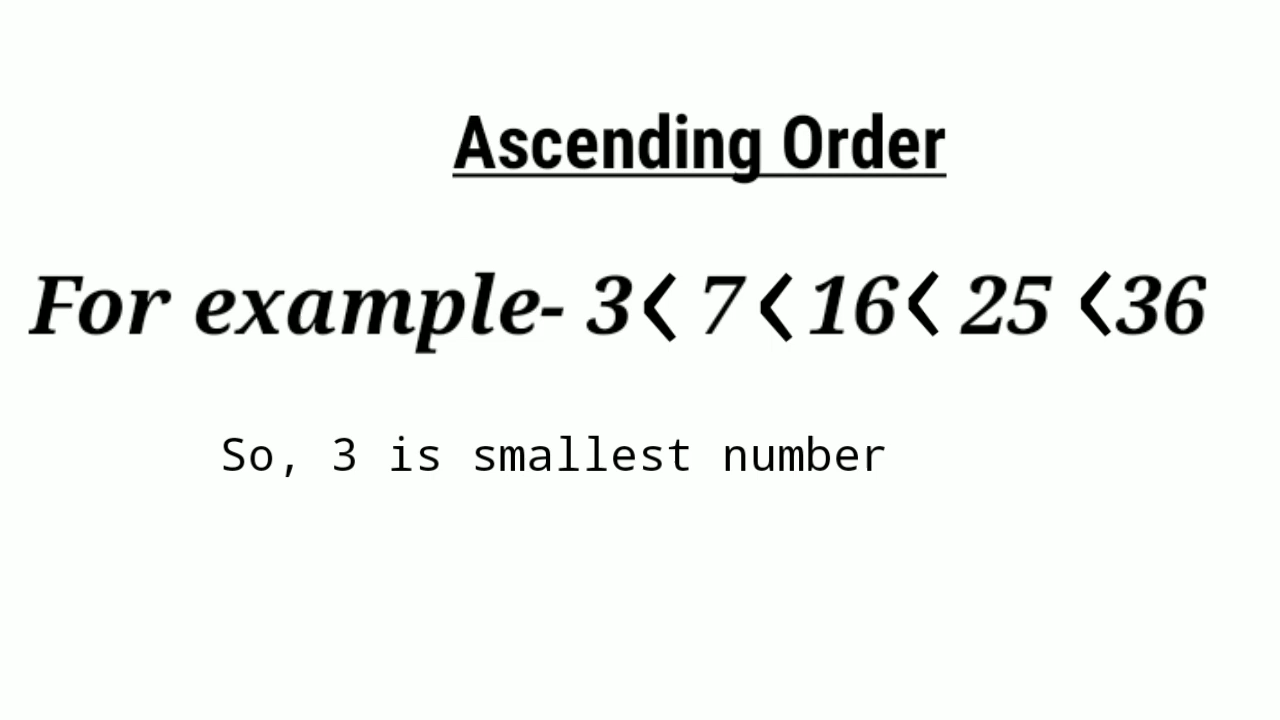 Ascending Order
For example- 3< 7 < 16< 25 <36
So, 3 is smallest number